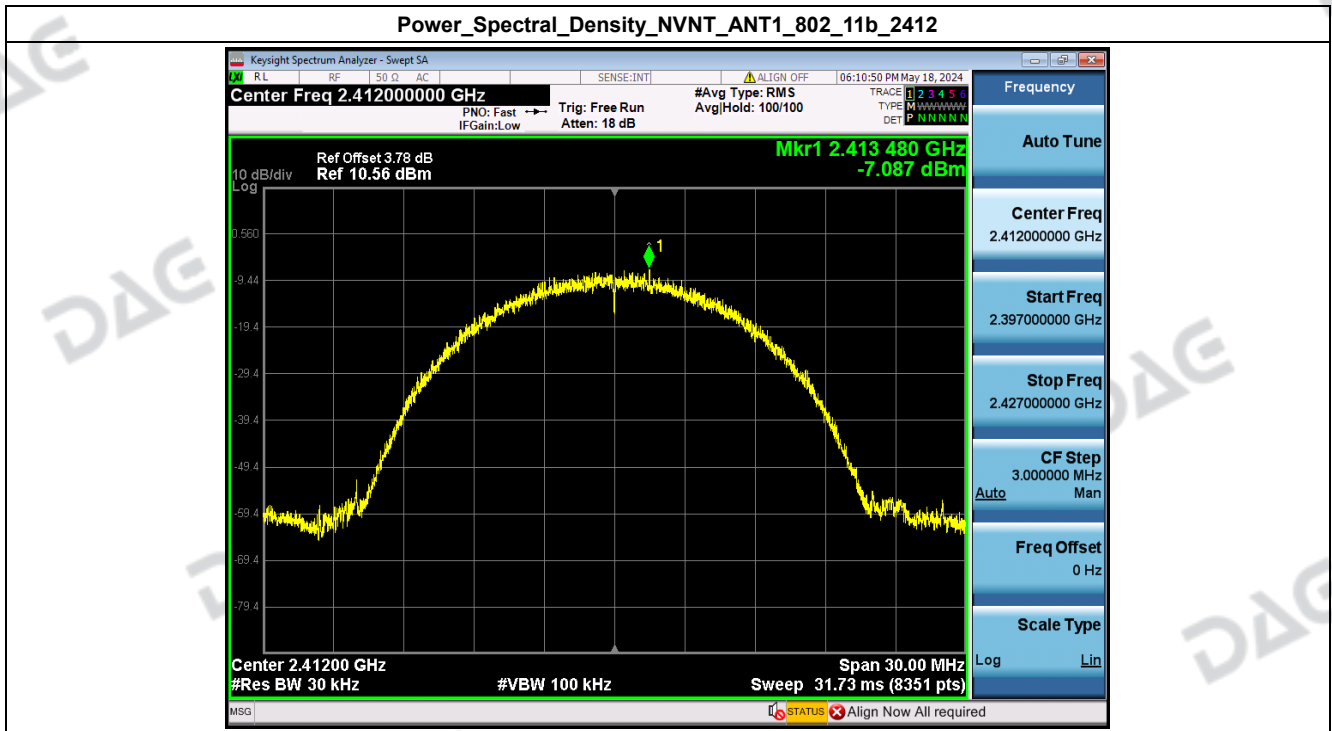 Power_Spectral_Density_NVNT_ANT1_802_11b_2412
Keysight Spectrum Analyzer - Swept SA
LXI RL RF 50 Ω AC SENSE:INT ALIGN OFF 06:10:50 PM May 18, 2024
Center Freq 2.412000000 GHz
PNO: Fast
IFGain:Low
Trig: Free Run
Atten: 18 dB
#Avg Type: RMS
Avg|Hold: 100/100
TRACE 1 2 3 4 5 6
TYPE M WWWWW
DET P N N N N N
Mkr1 2.413 480 GHz
-7.087 dBm
Ref Offset 3.78 dB
10 dB/div Ref 10.56 dBm
Log
1
0.560
-9.44
-19.4
-29.4
-39.4
-49.4
-59.4
-69.4
-79.4
Center 2.41200 GHz Span 30.00 MHz
#Res BW 30 kHz #VBW 100 kHz Sweep 31.73 ms (8351 pts)
MSG STATUS Align Now All required
Frequency
Auto Tune
Center Freq
2.412000000 GHz
Start Freq
2.397000000 GHz
Stop Freq
2.427000000 GHz
CF Step
3.000000 MHz
Auto Man
Freq Offset
0 Hz
Scale Type
Log Lin
DAG
DAG
DAG